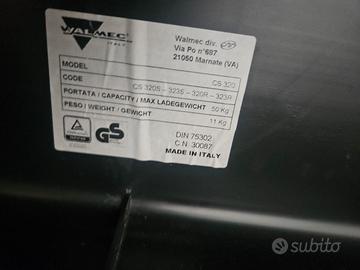 WALMEC
ITALY
Walmec div.
Via Po n°687
21050 Marnate (VA)
MODEL CS 320
CODE CS 320S - 323S - 320R - 323R
PORTATA / CAPACITY / MAX LADEGEWICHT 50 Kg
PESO / WEIGHT / GEWICHT 11 Kg
GS
DIN 75302
C.N. 30087
MADE IN ITALY
subito